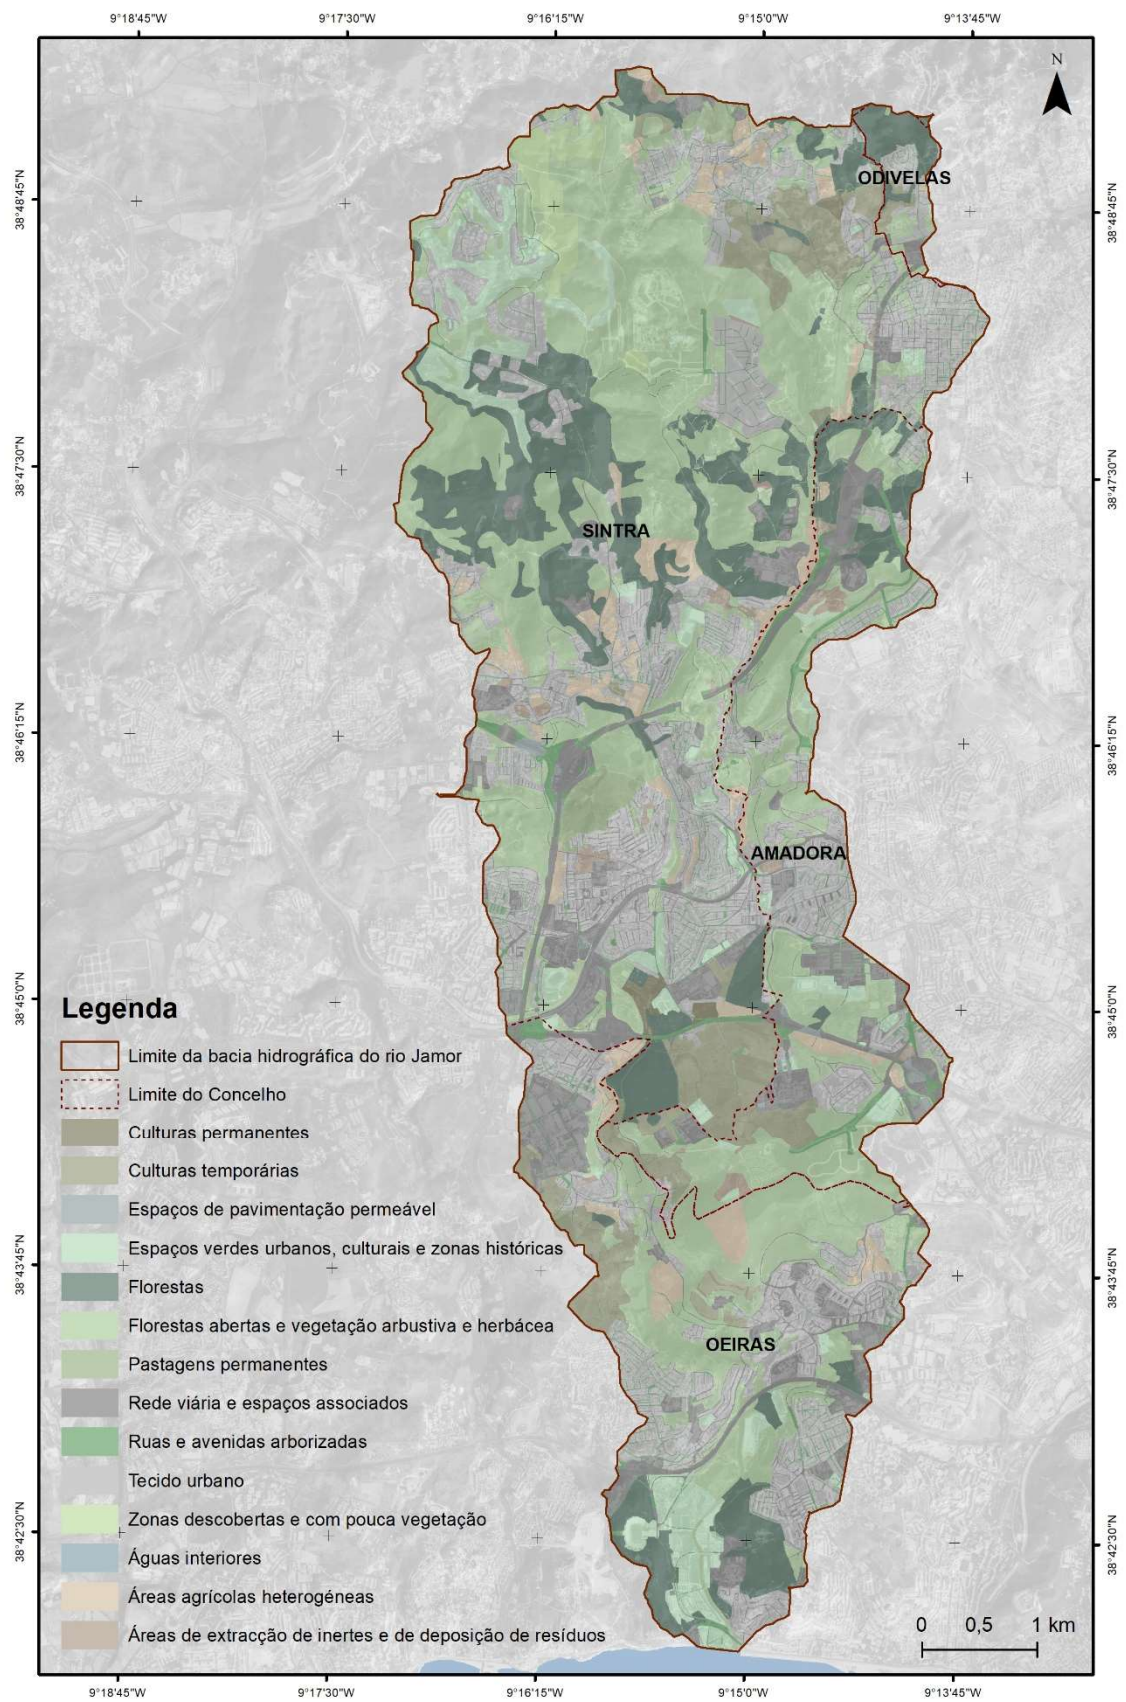 9°18'45"W 9°17'30"W 9°16'15"W 9°15'0"W 9°13'45"W
N
ODIVELAS
38°48'45"N 38°48'45"N
38°47'30"N 38°47'30"N
SINTRA
38°46'15"N 38°46'15"N
AMADORA
38°45'0"N 38°45'0"N
Legenda
Limite da bacia hidrográfica do rio Jamor
Limite do Concelho
Culturas permanentes
Culturas temporárias
Espaços de pavimentação permeável
Espaços verdes urbanos, culturais e zonas históricas
Florestas
Florestas abertas e vegetação arbustiva e herbácea
Pastagens permanentes
Rede viária e espaços associados
Ruas e avenidas arborizadas
Tecido urbano
Zonas descobertas e com pouca vegetação
Águas interiores
Áreas agrícolas heterogéneas
Áreas de extracção de inertes e de deposição de resíduos
38°43'45"N 38°43'45"N
OEIRAS
38°42'30"N 38°42'30"N
0 0,5 1 km
9°18'45"W 9°17'30"W 9°16'15"W 9°15'0"W 9°13'45"W